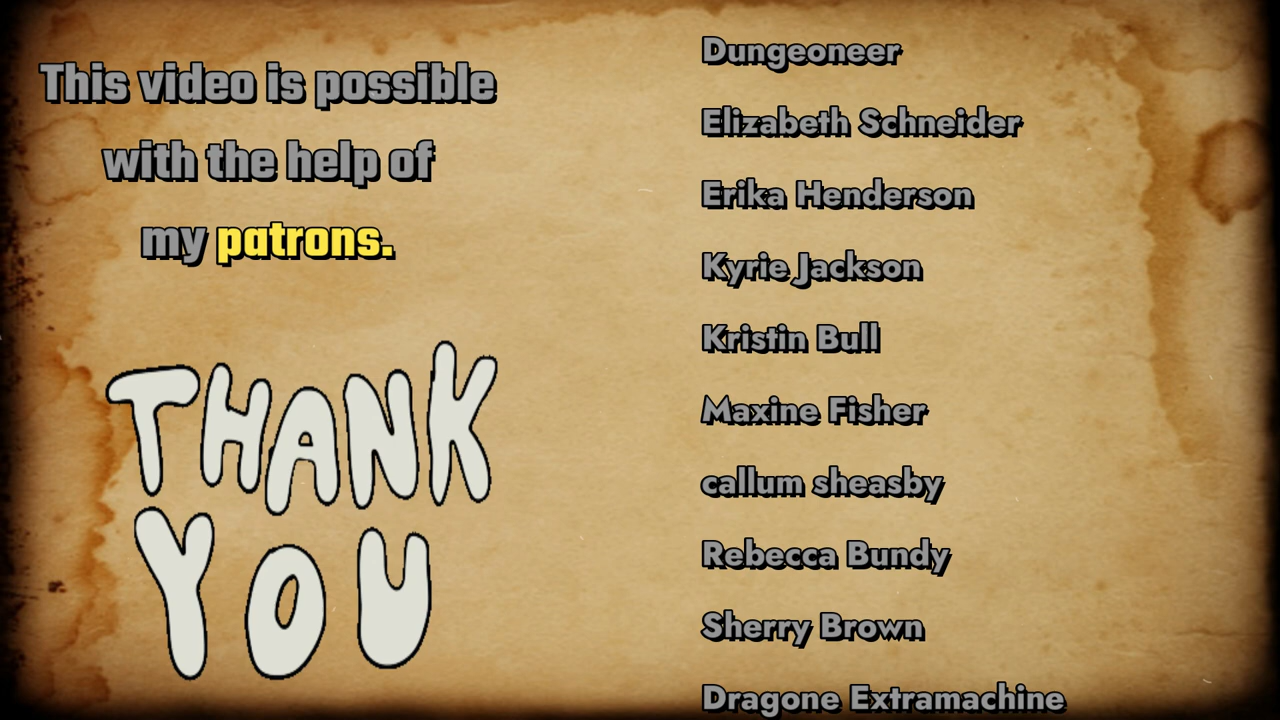 This video is possible
with the help of
my patrons.
THANK
YOU
Dungeoneer
Elizabeth Schneider
Erika Henderson
Kyrie Jackson
Kristin Bull
Maxine Fisher
callum sheasby
Rebecca Bundy
Sherry Brown
Dragone Extramachine